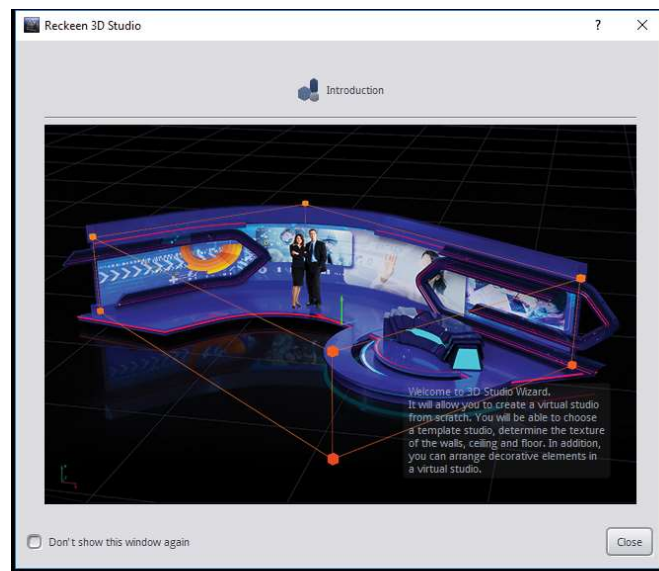 Reckeen 3D Studio
Introduction
Welcome to 3D Studio Wizard.
It will allow you to create a virtual studio
from scratch. You will be able to choose
a template studio, determine the texture
of the walls, ceiling and floor. In addition,
you can arrange decorative elements in
a virtual studio.
Don't show this window again
Close